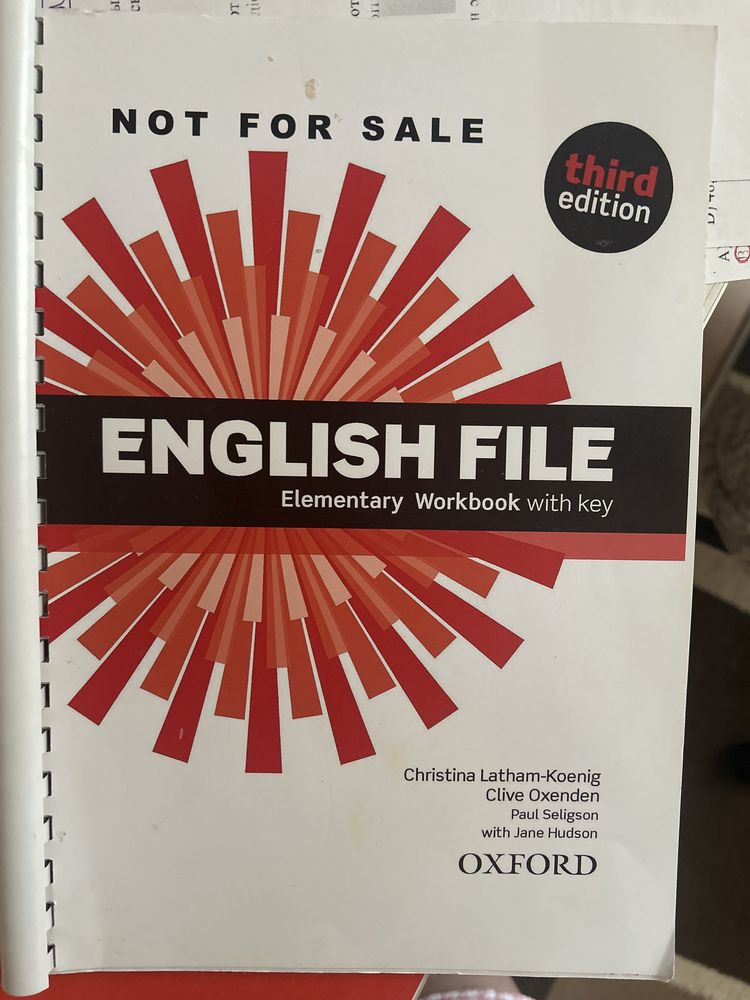 NOT FOR SALE
third
edition
ENGLISH FILE
Elementary Workbook with key
Christina Latham-Koenig
Clive Oxenden
Paul Seligson
with Jane Hudson
OXFORD